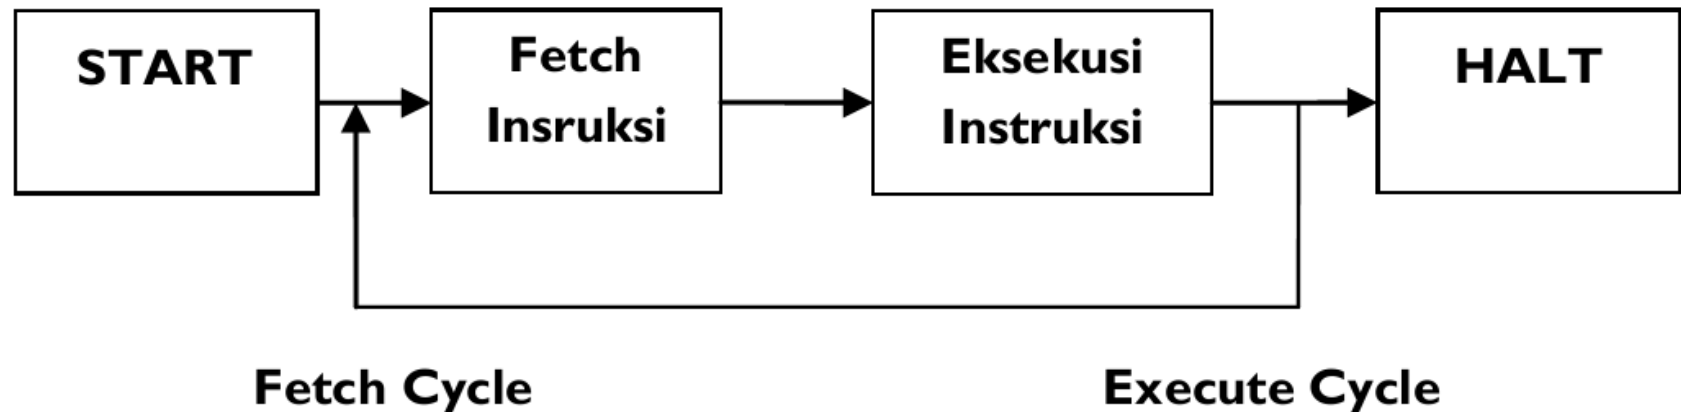 START
Fetch
Insruksi
Eksekusi
Instruksi
HALT
Fetch Cycle
Execute Cycle